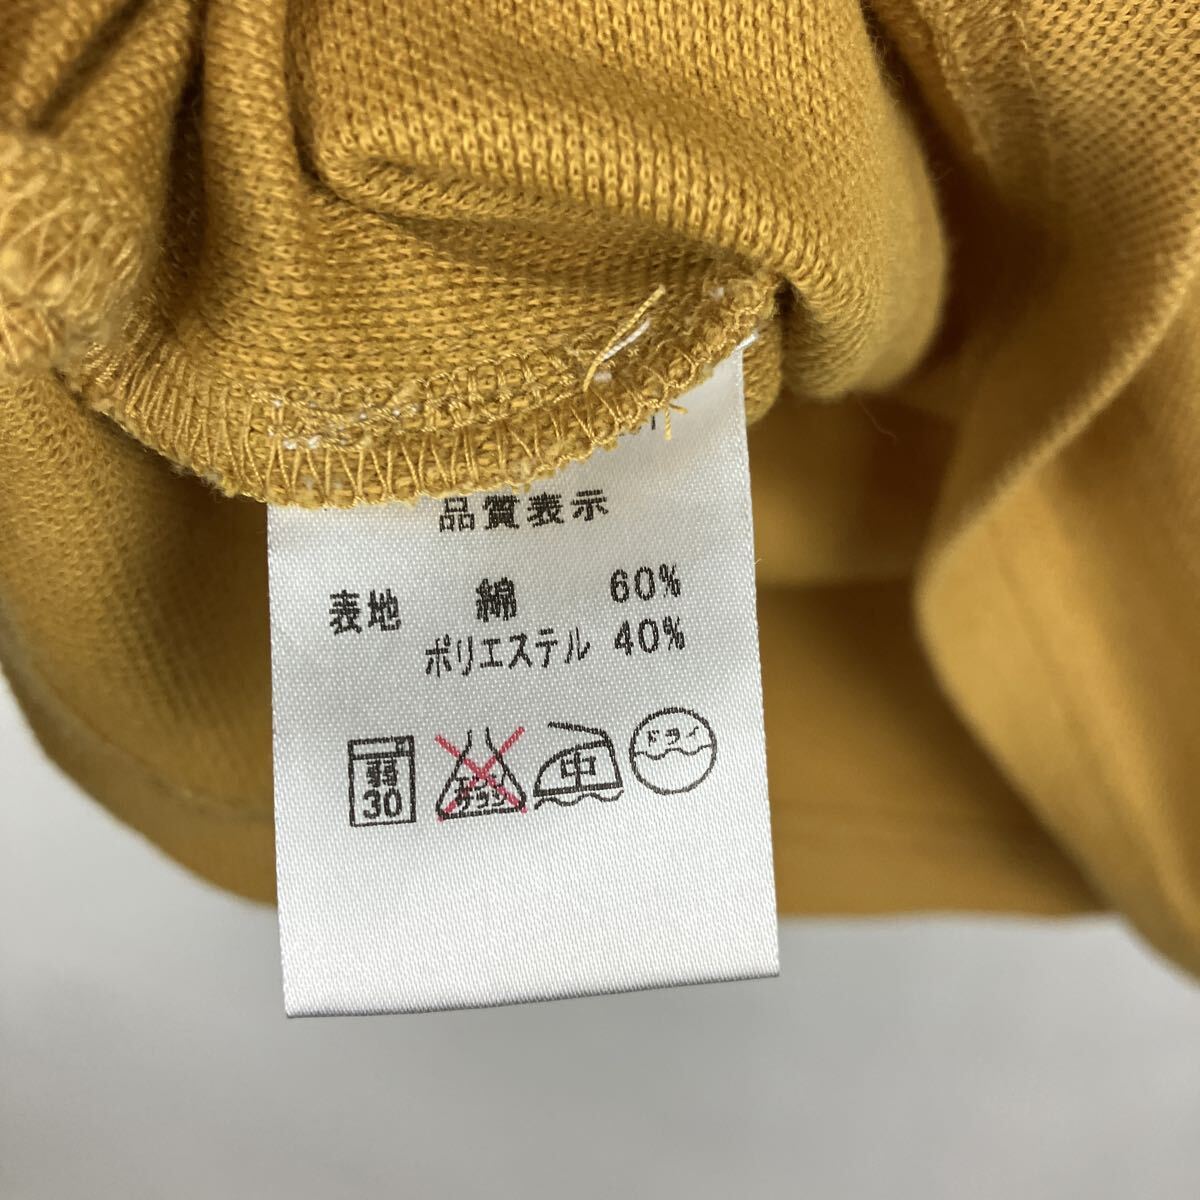 品質表示
表地 綿 60%
ポリエステル 40%
弱 30 エンソ サラシ 中 ドライ